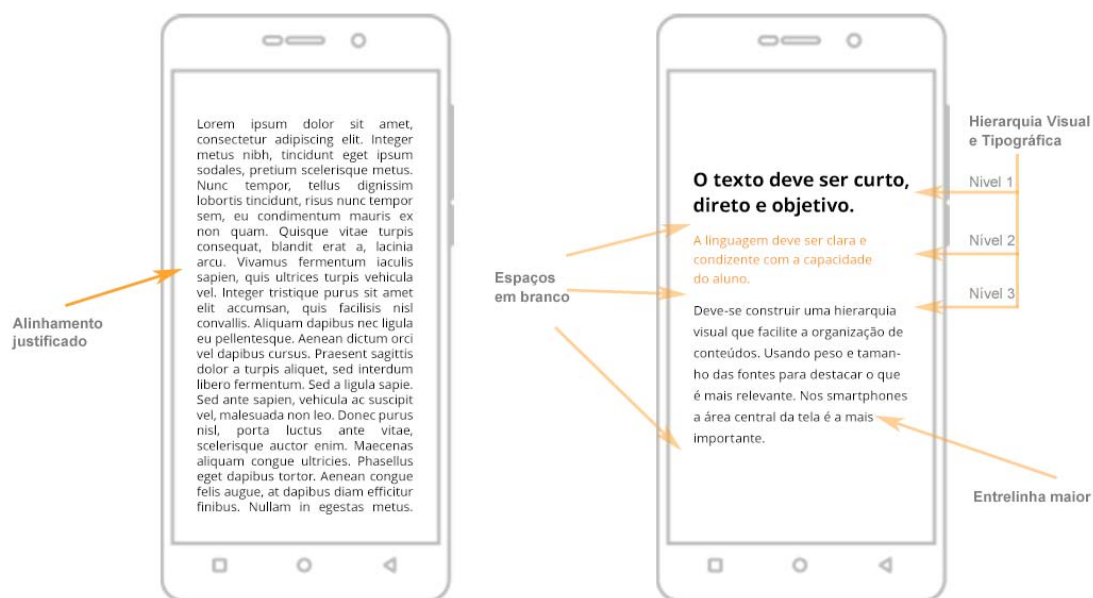 Alinhamento
justificado
Lorem ipsum dolor sit amet,
consectetur adipiscing elit. Integer
metus nibh, tincidunt eget ipsum
sodales, pretium scelerisque metus.
Nunc tempor, tellus dignissim
lobortis tincidunt, risus nunc tempor
sem, eu condimentum mauris ex
non quam. Quisque vitae turpis
consequat, blandit erat a, lacinia
arcu. Vivamus fermentum iaculis
sapien, quis ultrices turpis vehicula
vel. Integer tristique purus sit amet
elit accumsan, quis facilisis nisl
convallis. Aliquam dapibus nec ligula
eu pellentesque. Aenean dictum orci
vel dapibus cursus. Praesent sagittis
dolor a turpis aliquet, sed interdum
libero fermentum. Sed a ligula sapie.
Sed ante sapien, vehicula ac suscipit
vel, malesuada non leo. Donec purus
nisl, porta luctus ante vitae,
scelerisque auctor enim. Maecenas
aliquam congue ultricies. Phasellus
eget dapibus tortor. Aenean congue
felis augue, at dapibus diam efficitur
finibus. Nullam in egestas metus.
Espaços
em branco
O texto deve ser curto,
direto e objetivo.
A linguagem deve ser clara e
condizente com a capacidade
do aluno.
Deve-se construir uma hierarquia
visual que facilite a organização de
conteúdos. Usando peso e taman-
ho das fontes para destacar o que
é mais relevante. Nos smartphones
a área central da tela é a mais
importante.
Hierarquia Visual
e Tipográfica
Nivel 1
Nível 2
Nível 3
Entrelinha maior